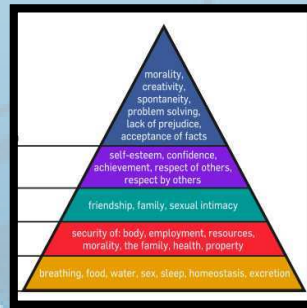 morality,
creativity,
spontaneity,
problem solving,
lack of prejudice,
acceptance of facts
self-esteem, confidence,
achievement, respect of others,
respect by others
friendship, family, sexual intimacy
security of: body, employment, resources,
morality, the family, health, property
breathing, food, water, sex, sleep, homeostasis, excretion